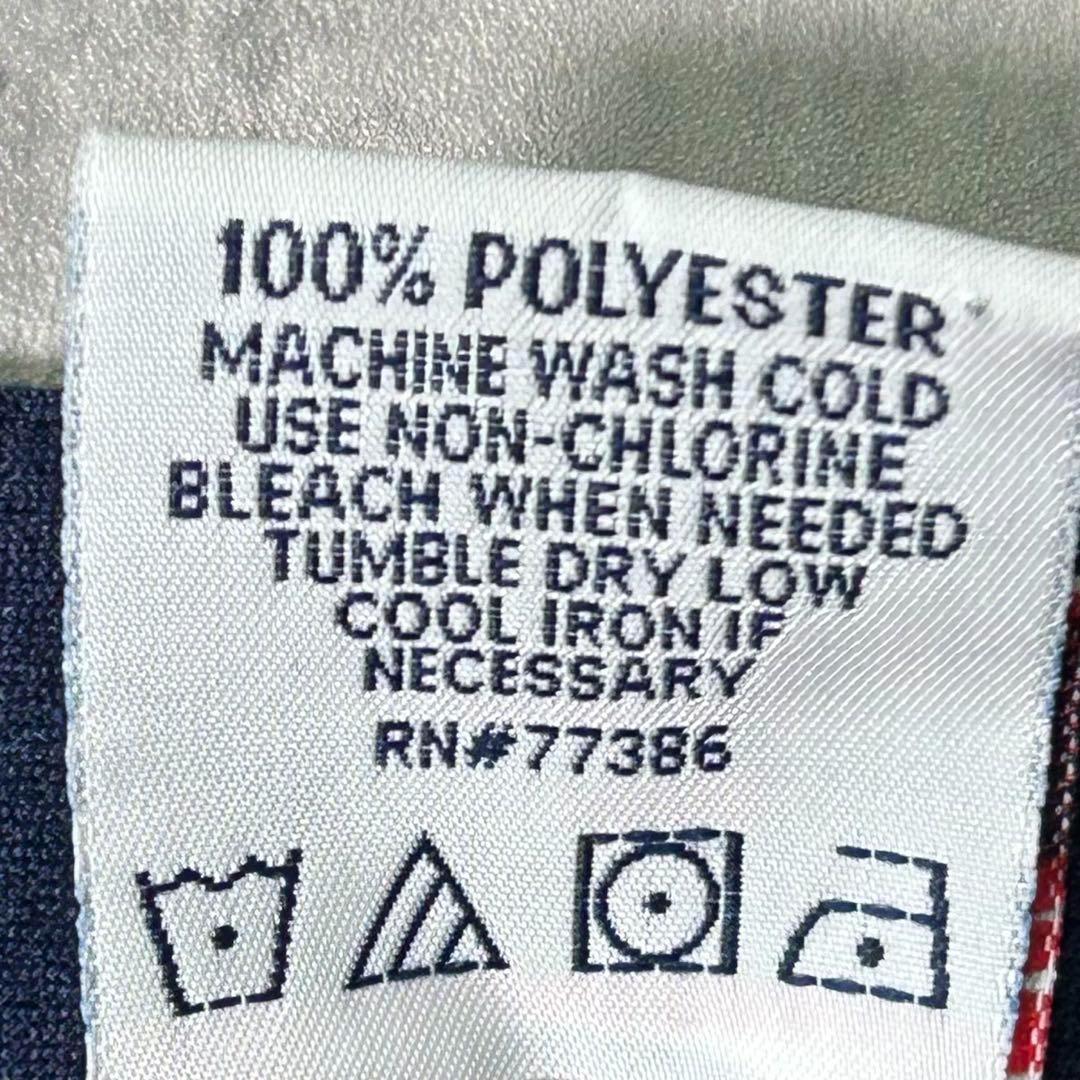 100% POLYESTER
MACHINE WASH COLD
USE NON-CHLORINE
BLEACH WHEN NEEDED
TUMBLE DRY LOW
COOL IRON IF
NECESSARY
RN#77386